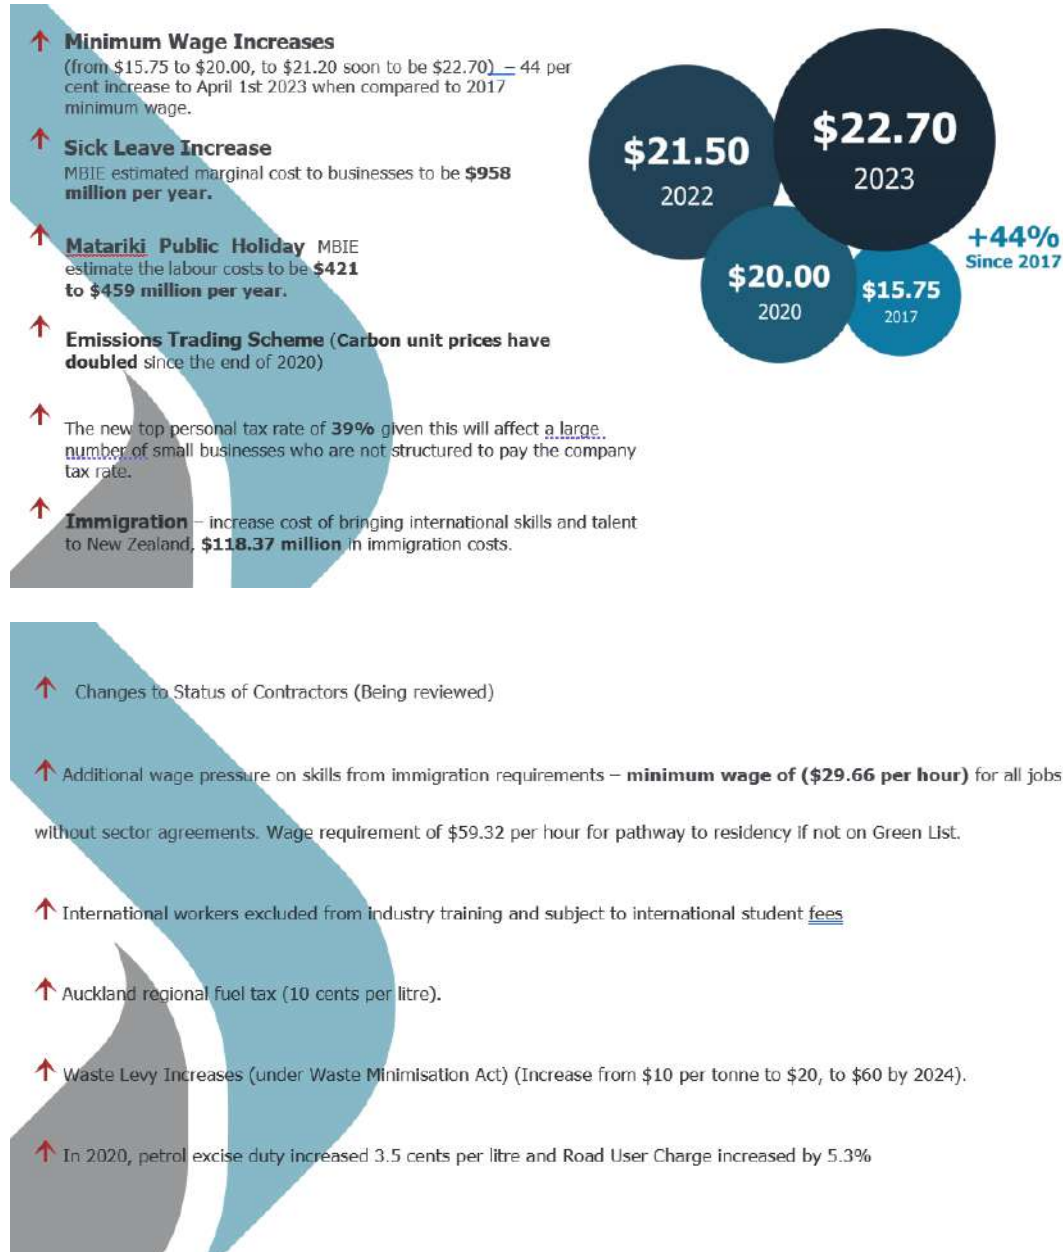 Minimum Wage Increases
(from $15.75 to $20.00, to $21.20 soon to be $22.70) – 44 per
cent increase to April 1st 2023 when compared to 2017
minimum wage.
Sick Leave Increase
MBIE estimated marginal cost to businesses to be $958
million per year.
Matariki Public Holiday MBIE
estimate the labour costs to be $421
to $459 million per year.
Emissions Trading Scheme (Carbon unit prices have
doubled since the end of 2020)
The new top personal tax rate of 39% given this will affect a large
number of small businesses who are not structured to pay the company
tax rate.
Immigration – increase cost of bringing international skills and talent
to New Zealand, $118.37 million in immigration costs.
$21.50
2022
$22.70
2023
$20.00
2020
$15.75
2017
+44%
Since 2017
Changes to Status of Contractors (Being reviewed)
Additional wage pressure on skills from immigration requirements – minimum wage of ($29.66 per hour) for all jobs
without sector agreements. Wage requirement of $59.32 per hour for pathway to residency if not on Green List.
International workers excluded from industry training and subject to international student fees
Auckland regional fuel tax (10 cents per litre).
Waste Levy Increases (under Waste Minimisation Act) (Increase from $10 per tonne to $20, to $60 by 2024).
In 2020, petrol excise duty increased 3.5 cents per litre and Road User Charge increased by 5.3%